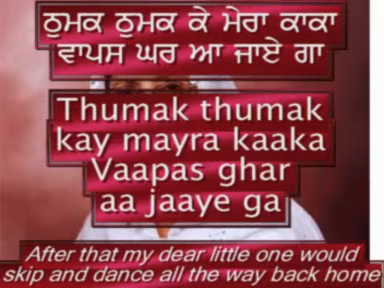 ਠੁਮਕ ਠੁਮਕ ਕੇ ਮੇਰਾ ਕਾਕਾ
ਵਾਪਸ ਘਰ ਆ ਜਾਏ ਗਾ
Thumak thumak
kay mayra kaaka
Vaapas ghar
aa jaaye ga
After that my dear little one would
skip and dance all the way back home